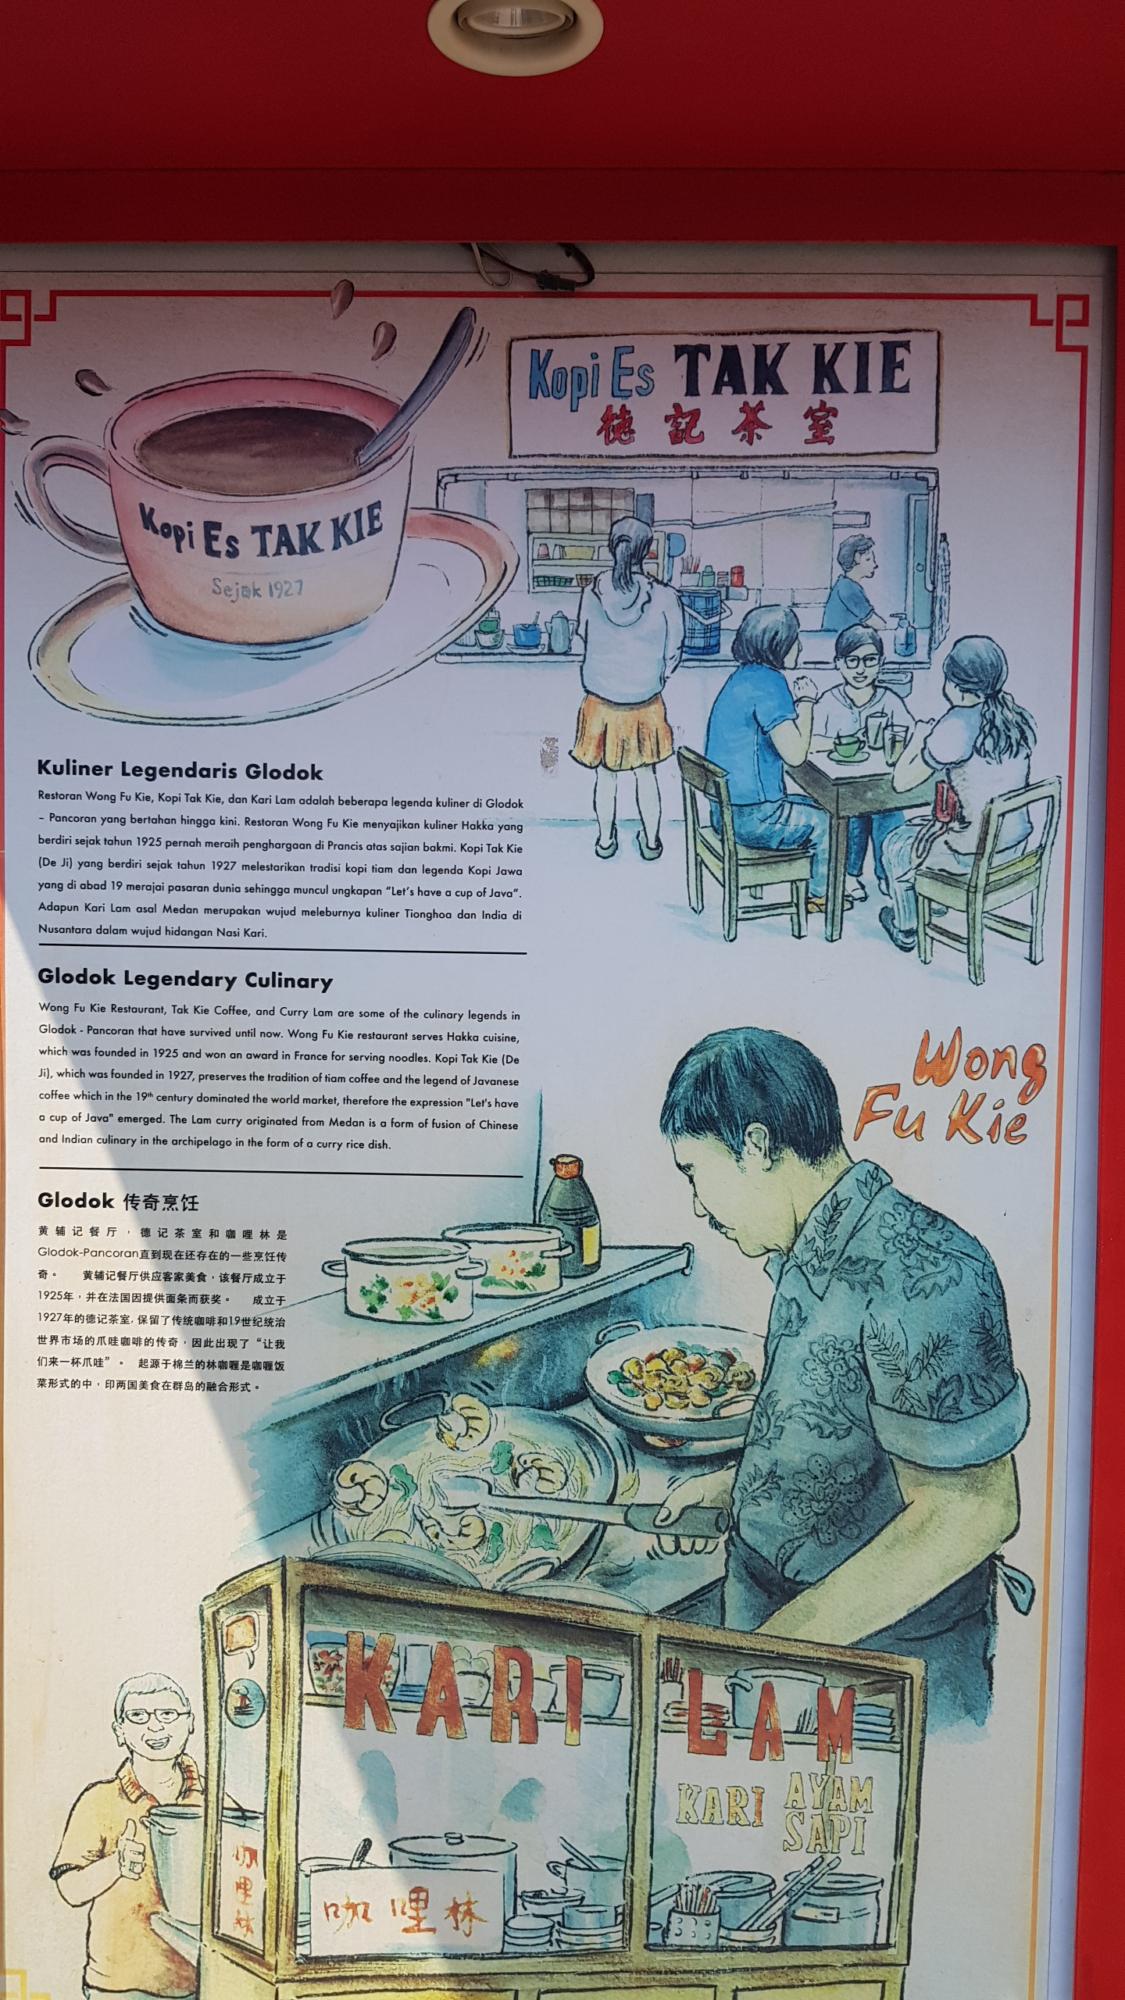 Kopi Es TAK KIE
德記茶室
Kopi Es TAK KIE
Sejak 1927
Kuliner Legendaris Glodok
Restoran Wong Fu Kie, Kopi Tak Kie, dan Kari Lam adalah beberapa legenda kuliner di Glodok
– Pancoran yang bertahan hingga kini. Restoran Wong Fu Kie menyajikan kuliner Hakka yang
berdiri sejak tahun 1925 pernah meraih penghargaan di Prancis atas sajian bakmi. Kopi Tak Kie
(De Ji) yang berdiri sejak tahun 1927 melestarikan tradisi kopi tiam dan legenda Kopi Jawa
yang di abad 19 merajai pasaran dunia sehingga muncul ungkapan “Let’s have a cup of Java”.
Adapun Kari Lam asal Medan merupakan wujud meleburnya kuliner Tionghoa dan India di
Nusantara dalam wujud hidangan Nasi Kari.
Glodok Legendary Culinary
Wong Fu Kie Restaurant, Tak Kie Coffee, and Curry Lam are some of the culinary legends in
Glodok - Pancoran that have survived until now. Wong Fu Kie restaurant serves Hakka cuisine,
which was founded in 1925 and won an award in France for serving noodles. Kopi Tak Kie (De
Ji), which was founded in 1927, preserves the tradition of tiam coffee and the legend of Javanese
coffee which in the 19th century dominated the world market, therefore the expression "Let's have
a cup of Java" emerged. The Lam curry originated from Medan is a form of fusion of Chinese
and Indian culinary in the archipelago in the form of a curry rice dish.
Glodok 传奇烹饪
黄辅记餐厅，德记茶室和咖哩林是
Glodok-Pancoran直到现在还存在的一些烹饪传
奇。 黄辅记餐厅供应客家美食，该餐厅成立于
1925年，并在法国因提供面条而获奖。 成立于
1927年的德记茶室, 保留了传统咖啡和19世纪统治
世界市场的爪哇咖啡的传奇，因此出现了“让我
们来一杯爪哇”。 起源于棉兰的林咖喱是咖喱饭
菜形式的中，印两国美食在群岛的融合形式。
Wong
Fu Kie
KARI LAM
KARI AYAM
SAPI
咖哩林
咖哩林